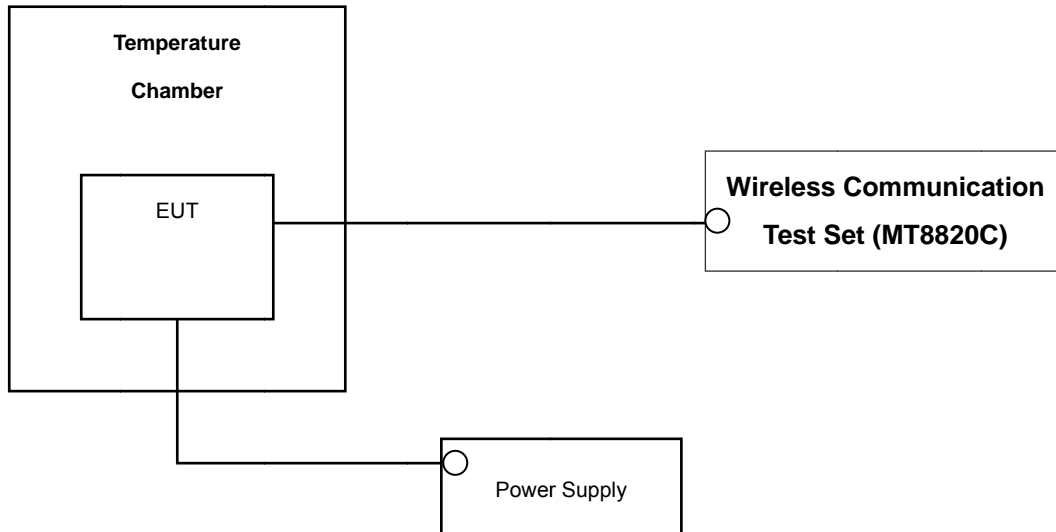 Temperature
Chamber
EUT
Wireless Communication
Test Set (MT8820C)
Power Supply